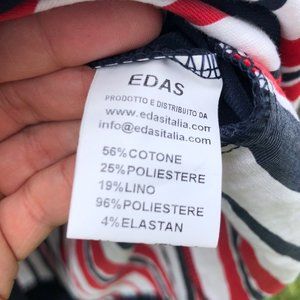 EDAS
PRODOTTO E DISTRIBUITO DA
www.edasitalia.com
info@edasitalia.com
56%COTONE
25%POLIESTERE
19%LINO
96%POLIESTERE
4%ELASTAN